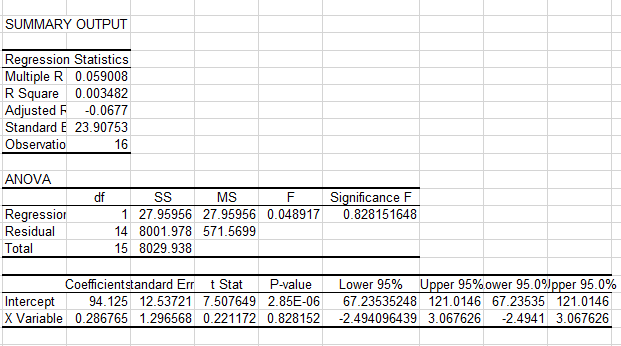 SUMMARY OUTPUT
Regression Statistics
Multiple R 0.059008
R Square 0.003482
Adjusted R -0.0677
Standard E 23.90753
Observatio 16
ANOVA
df SS MS F Significance F
Regression 1 27.95956 27.95956 0.048917 0.828151648
Residual 14 8001.978 571.5699
Total 15 8029.938
Coefficients tandard Err t Stat P-value Lower 95% Upper 95% ower 95.0% Jpper 95.0%
Intercept 94.125 12.53721 7.507649 2.85E-06 67.23535248 121.0146 67.23535 121.0146
X Variable 0.286765 1.296568 0.221172 0.828152 -2.494096439 3.067626 -2.4941 3.067626